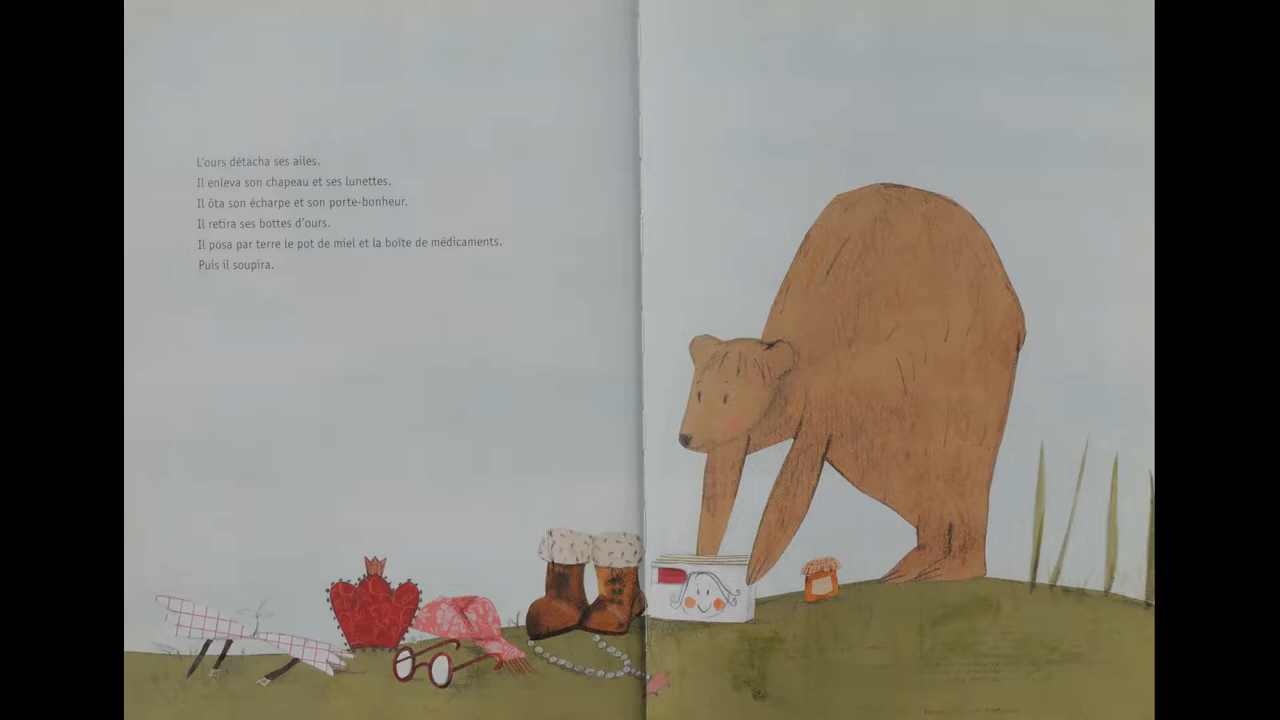 L'ours détacha ses ailes.
Il enleva son chapeau et ses lunettes.
Il ôta son écharpe et son porte-bonheur.
Il retira ses bottes d'ours.
Il posa par terre le pot de miel et la boîte de médicaments.
Puis il soupira.